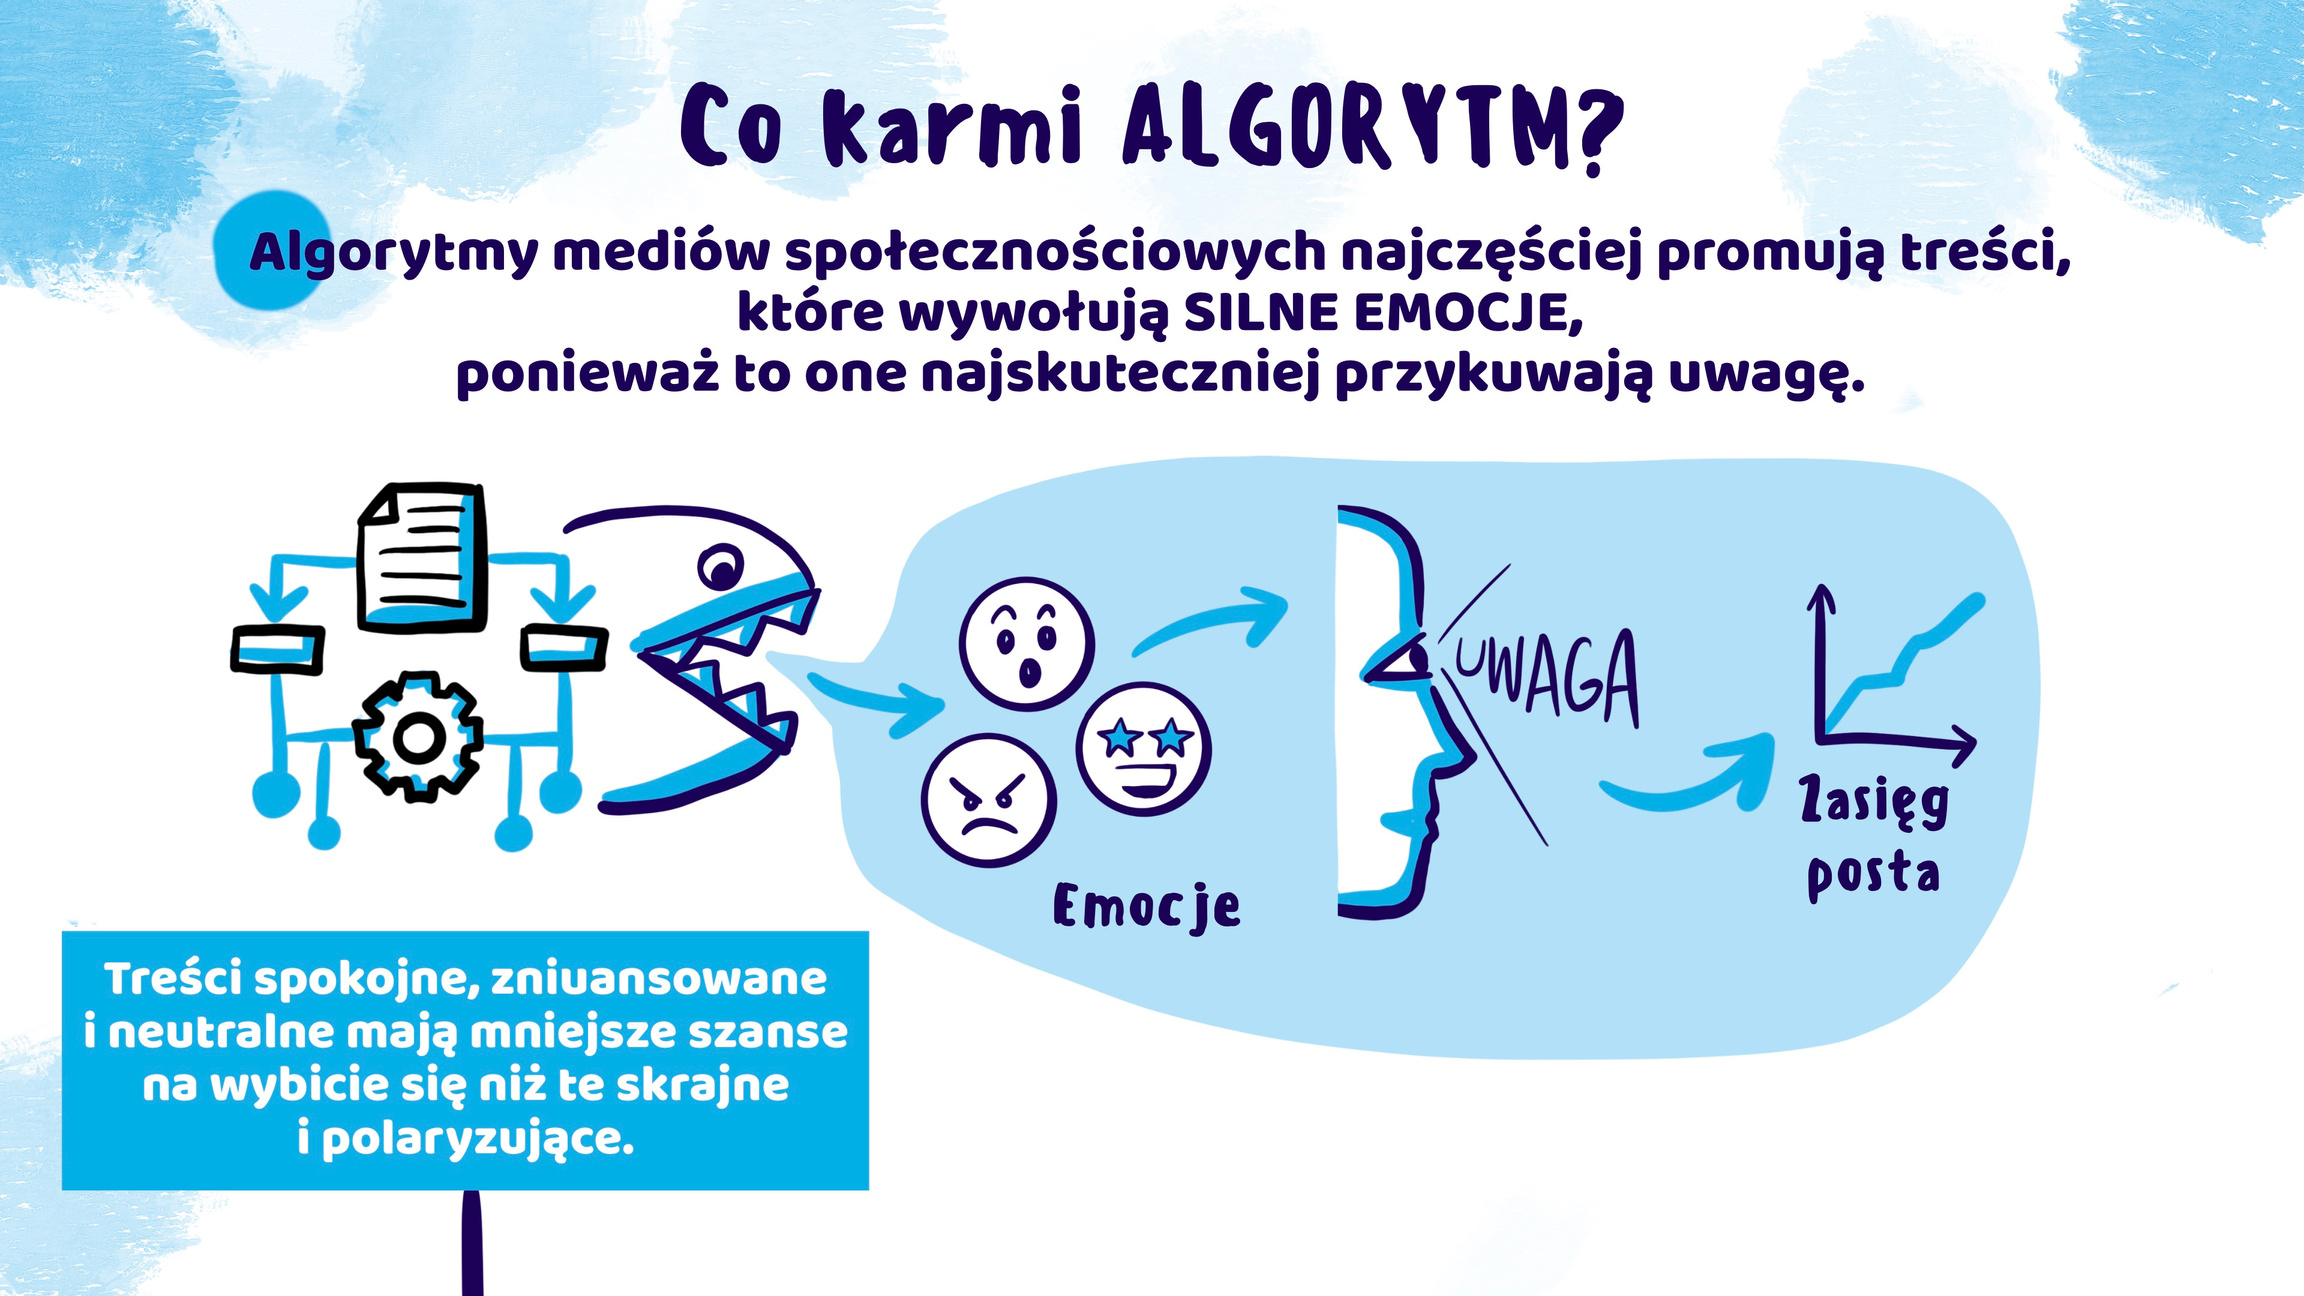 Co karmi ALGORYTM?
Algorytmy mediów społecznościowych najczęściej promują treści,
które wywołują SILNE EMOCJE,
ponieważ to one najskuteczniej przykuwają uwagę.
UWAGA
Zasięg
posta
Emocje
Treści spokojne, zniuansowane
i neutralne mają mniejsze szanse
na wybicie się niż te skrajne
i polaryzujące.